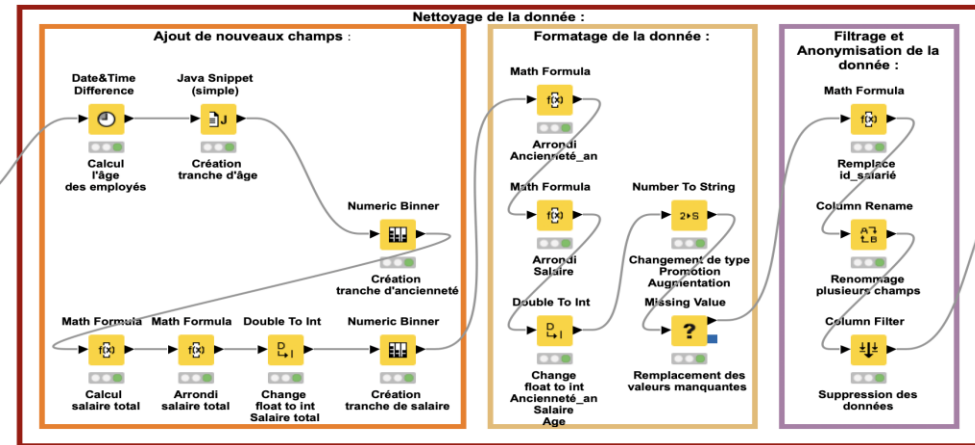 Nettoyage de la donnée :
Ajout de nouveaux champs :
Date&Time
Difference
Calcul
l'âge
des employés
Java Snippet
(simple)
J
Création
tranche d'âge
Numeric Binner
Création
tranche d'ancienneté
Math Formula
f(x)
Calcul
salaire total
Math Formula
f(x)
Arrondi
salaire total
Double To Int
D
I
Change
float to int
Salaire total
Numeric Binner
Création
tranche de salaire
Formatage de la donnée :
Math Formula
f(x)
Arrondi
Ancienneté_an
Math Formula
f(x)
Arrondi
Salaire
Double To Int
D
I
Change
float to int
Ancienneté_an
Salaire
Age
Number To String
2▸S
Changement de type
Promotion
Augmentation
Missing Value
?
Remplacement des
valeurs manquantes
Filtrage et
Anonymisation de la
donnée :
Math Formula
f(x)
Remplace
id_salarié
Column Rename
A
B
Renommage
plusieurs champs
Column Filter
Suppression des
données